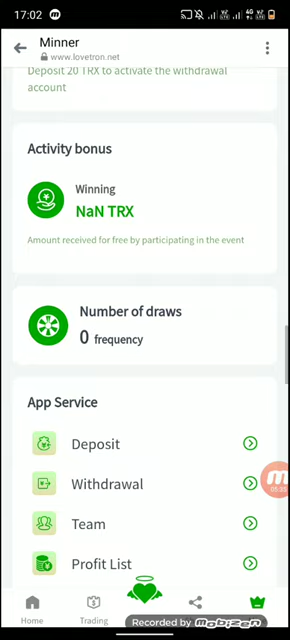 17:02
Minner
www.lovetron.net
Deposit 20 TRX to activate the withdrawal
account
Activity bonus
Winning
NaN TRX
Amount received for free by participating in the event
Number of draws
0 frequency
App Service
Deposit
Withdrawal
Team
Profit List
Home
Trading
Recorded by mobizen